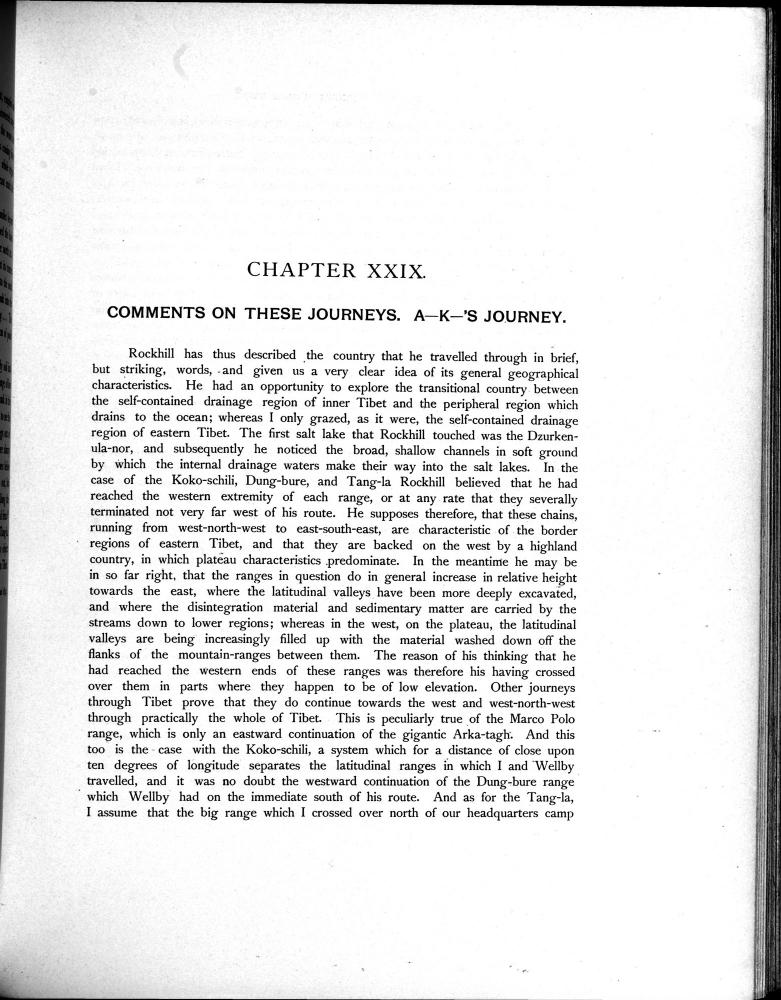 CHAPTER XXIX.
COMMENTS ON THESE JOURNEYS. A—K—'S JOURNEY.
Rockhill has thus described the country that he travelled through in brief,
but striking, words, and given us a very clear idea of its general geographical
characteristics. He had an opportunity to explore the transitional country between
the self-contained drainage region of inner Tibet and the peripheral region which
drains to the ocean; whereas I only grazed, as it were, the self-contained drainage
region of eastern Tibet. The first salt lake that Rockhill touched was the Dzurken-
ula-nor, and subsequently he noticed the broad, shallow channels in soft ground
by which the internal drainage waters make their way into the salt lakes. In the
case of the Koko-schili, Dung-bure, and Tang-la Rockhill believed that he had
reached the western extremity of each range, or at any rate that they severally
terminated not very far west of his route. He supposes therefore, that these chains,
running from west-north-west to east-south-east, are characteristic of the border
regions of eastern Tibet, and that they are backed on the west by a highland
country, in which plateau characteristics predominate. In the meantime he may be
in so far right, that the ranges in question do in general increase in relative height
towards the east, where the latitudinal valleys have been more deeply excavated,
and where the disintegration material and sedimentary matter are carried by the
streams down to lower regions; whereas in the west, on the plateau, the latitudinal
valleys are being increasingly filled up with the material washed down off the
flanks of the mountain-ranges between them. The reason of his thinking that he
had reached the western ends of these ranges was therefore his having crossed
over them in parts where they happen to be of low elevation. Other journeys
through Tibet prove that they do continue towards the west and west-north-west
through practically the whole of Tibet. This is peculiarly true of the Marco Polo
range, which is only an eastward continuation of the gigantic Arka-tagh. And this
too is the case with the Koko-schili, a system which for a distance of close upon
ten degrees of longitude separates the latitudinal ranges in which I and Wellby
travelled, and it was no doubt the westward continuation of the Dung-bure range
which Wellby had on the immediate south of his route. And as for the Tang-la,
I assume that the big range which I crossed over north of our headquarters camp